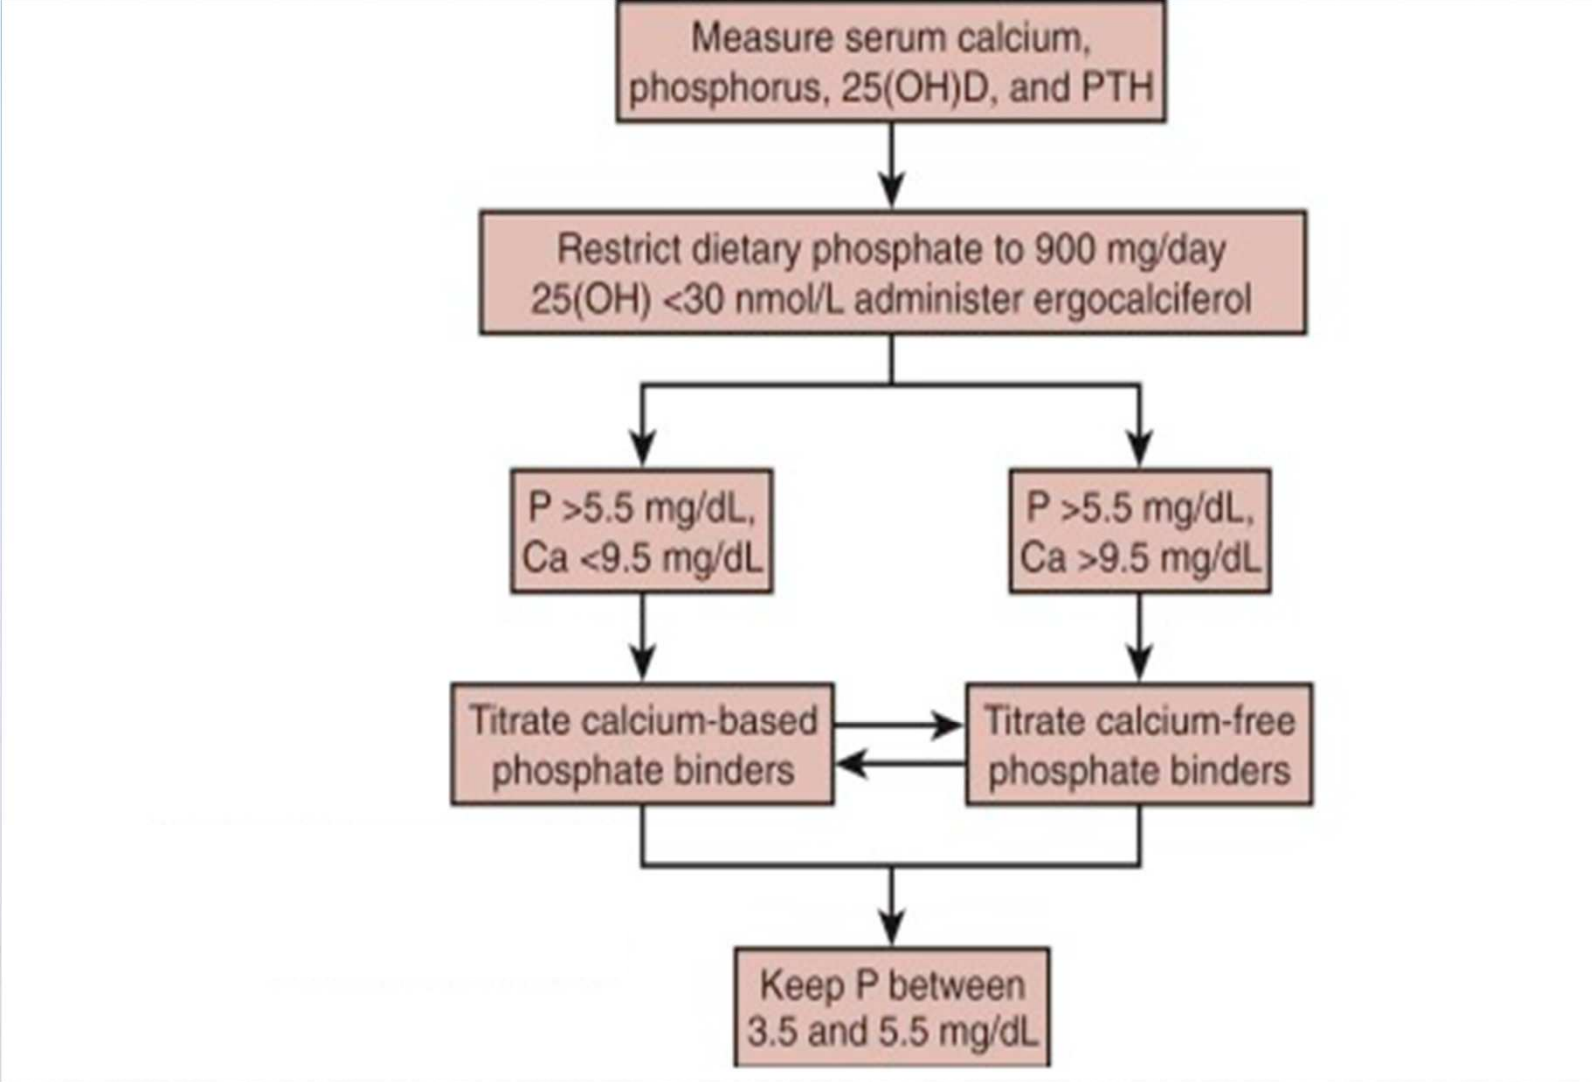 Measure serum calcium,
phosphorus, 25(OH)D, and PTH
Restrict dietary phosphate to 900 mg/day
25(OH) <30 nmol/L administer ergocalciferol
P >5.5 mg/dL,
Ca <9.5 mg/dL
P >5.5 mg/dL,
Ca >9.5 mg/dL
Titrate calcium-based
phosphate binders
Titrate calcium-free
phosphate binders
Keep P between
3.5 and 5.5 mg/dL